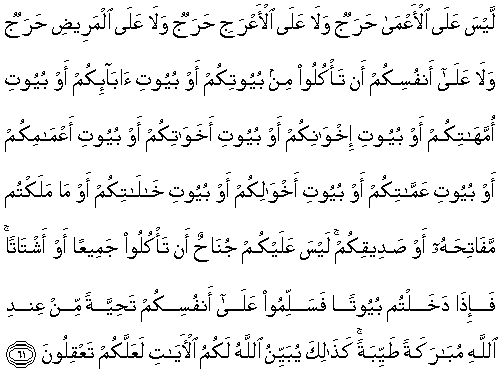 لَّيْسَ عَلَى ٱلْأَعْمَىٰ حَرَجٌ وَلَا عَلَى ٱلْأَعْرَجِ حَرَجٌ وَلَا عَلَى ٱلْمَرِيضِ حَرَجٌ
وَلَا عَلَىٰٓ أَنفُسِكُمْ أَن تَأْكُلُوا۟ مِنۢ بُيُوتِكُمْ أَوْ بُيُوتِ ءَابَآئِكُمْ أَوْ بُيُوتِ
أُمَّهَٰتِكُمْ أَوْ بُيُوتِ إِخْوَٰنِكُمْ أَوْ بُيُوتِ أَخَوَٰتِكُمْ أَوْ بُيُوتِ أَعْمَٰمِكُمْ
أَوْ بُيُوتِ عَمَّٰتِكُمْ أَوْ بُيُوتِ أَخْوَٰلِكُمْ أَوْ بُيُوتِ خَٰلَٰتِكُمْ أَوْ مَا مَلَكْتُم
مَّفَاتِحَهُۥٓ أَوْ صَدِيقِكُمْ ۚ لَيْسَ عَلَيْكُمْ جُنَاحٌ أَن تَأْكُلُوا۟ جَمِيعًا أَوْ أَشْتَاتًا ۚ
فَإِذَا دَخَلْتُم بُيُوتًا فَسَلِّمُوا۟ عَلَىٰٓ أَنفُسِكُمْ تَحِيَّةً مِّنْ عِندِ
ٱللَّهِ مُبَٰرَكَةً طَيِّبَةً ۚ كَذَٰلِكَ يُبَيِّنُ ٱللَّهُ لَكُمُ ٱلْءَايَٰتِ لَعَلَّكُمْ تَعْقِلُونَ ٦١